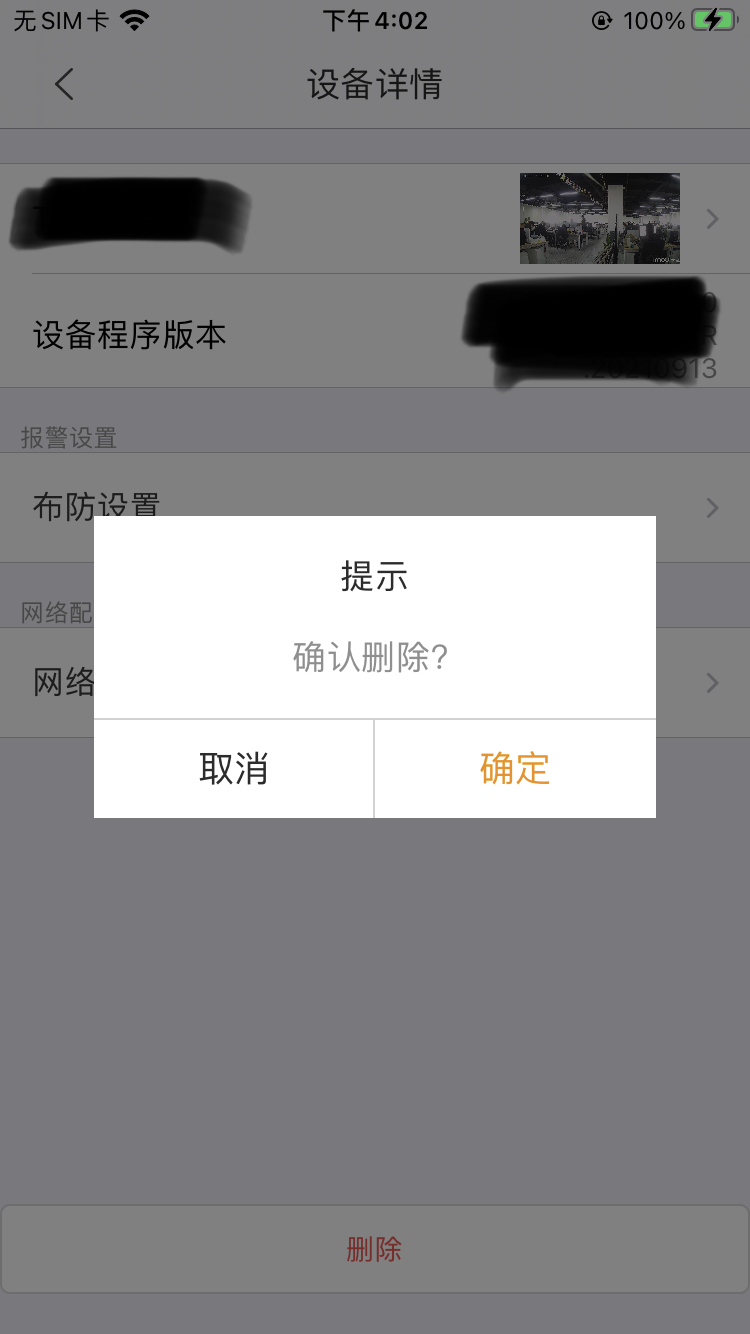 无SIM卡 下午4:02 100%
设备详情
imou
设备程序版本
.20210913
报警设置
布防设置
网络配
网络
提示
确认删除?
取消 确定
删除